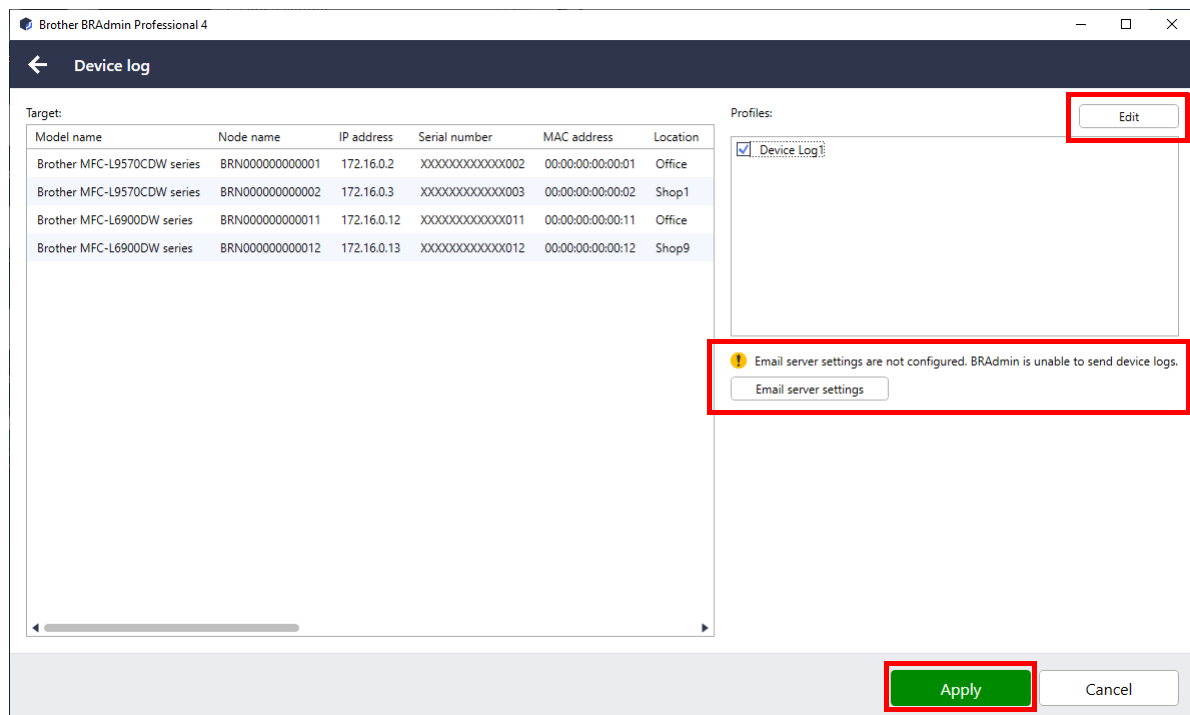 Brother BRAdmin Professional 4
Device log
Target:
Model name Node name IP address Serial number MAC address Location
Brother MFC-L9570CDW series BRN000000000001 172.16.0.2 XXXXXXXXXXXX002 00:00:00:00:00:01 Office
Brother MFC-L9570CDW series BRN000000000002 172.16.0.3 XXXXXXXXXXXX003 00:00:00:00:00:02 Shop1
Brother MFC-L6900DW series BRN000000000011 172.16.0.12 XXXXXXXXXXXX011 00:00:00:00:00:11 Office
Brother MFC-L6900DW series BRN000000000012 172.16.0.13 XXXXXXXXXXXX012 00:00:00:00:00:12 Shop9
Profiles:
Edit
Device Log1
Email server settings are not configured. BRAdmin is unable to send device logs.
Email server settings
Apply
Cancel